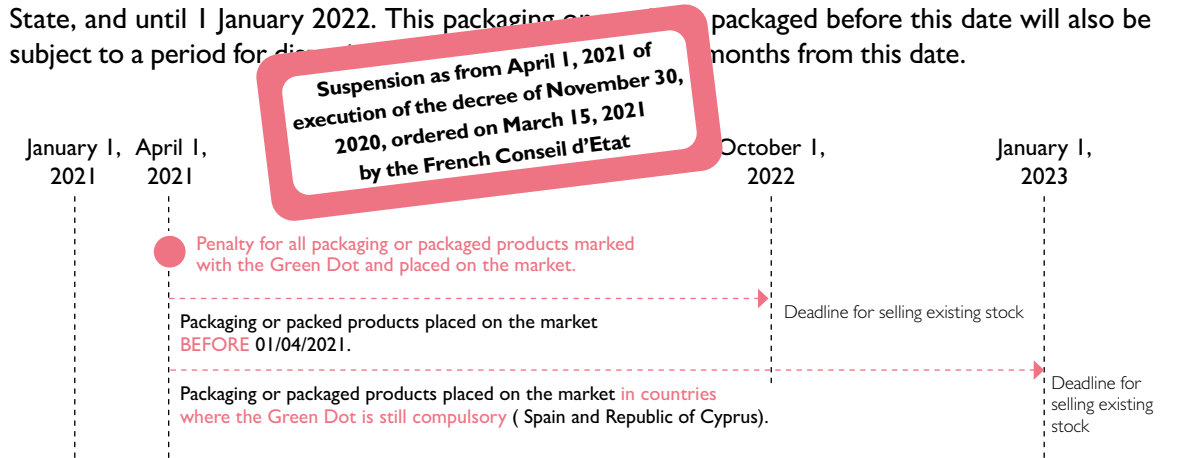 State, and until 1 January 2022. This packaging or packaged before this date will also be
subject to a period for months from this date.
Suspension as from April 1, 2021 of
execution of the decree of November 30,
2020, ordered on March 15, 2021
by the French Conseil d'Etat
January 1,
2021
April 1,
2021
October 1,
2022
January 1,
2023
Penalty for all packaging or packaged products marked
with the Green Dot and placed on the market.
Deadline for selling existing stock
Packaging or packed products placed on the market
BEFORE 01/04/2021.
Packaging or packaged products placed on the market in countries
where the Green Dot is still compulsory ( Spain and Republic of Cyprus).
Deadline for
selling existing
stock